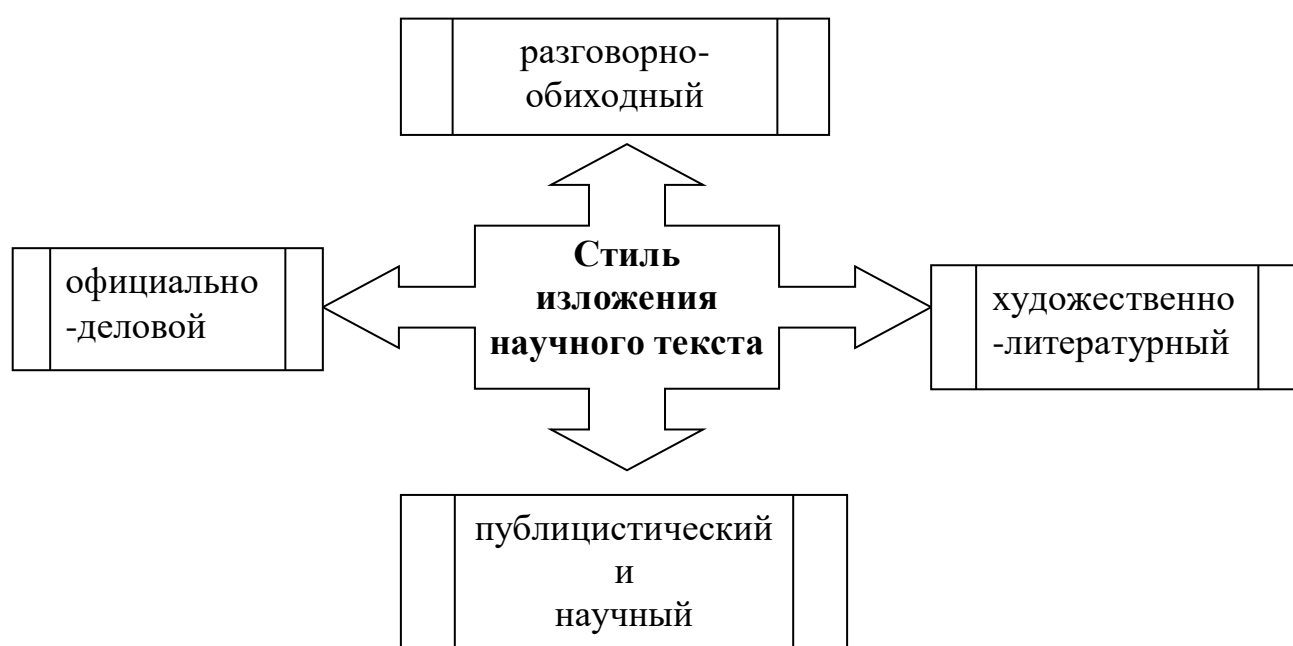 разговорно-
обиходный
официально
-деловой
Стиль
изложения
научного текста
художественно
-литературный
публицистический
и
научный